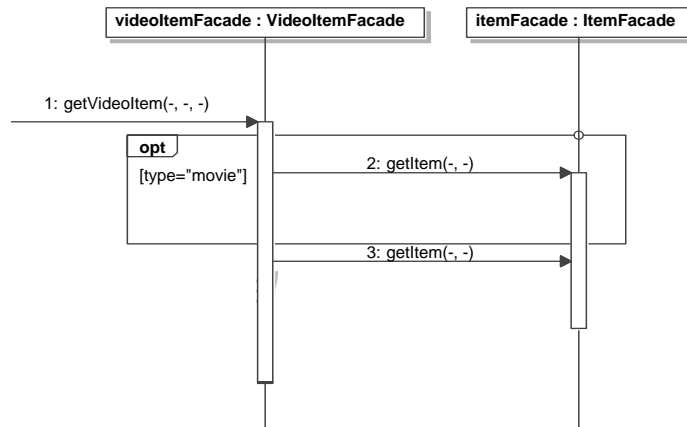 videoItemFacade : VideoItemFacade
itemFacade : ItemFacade
1: getVideoItem(-, -, -)
opt
2: getItem(-, -)
[type="movie"]
3: getItem(-, -)